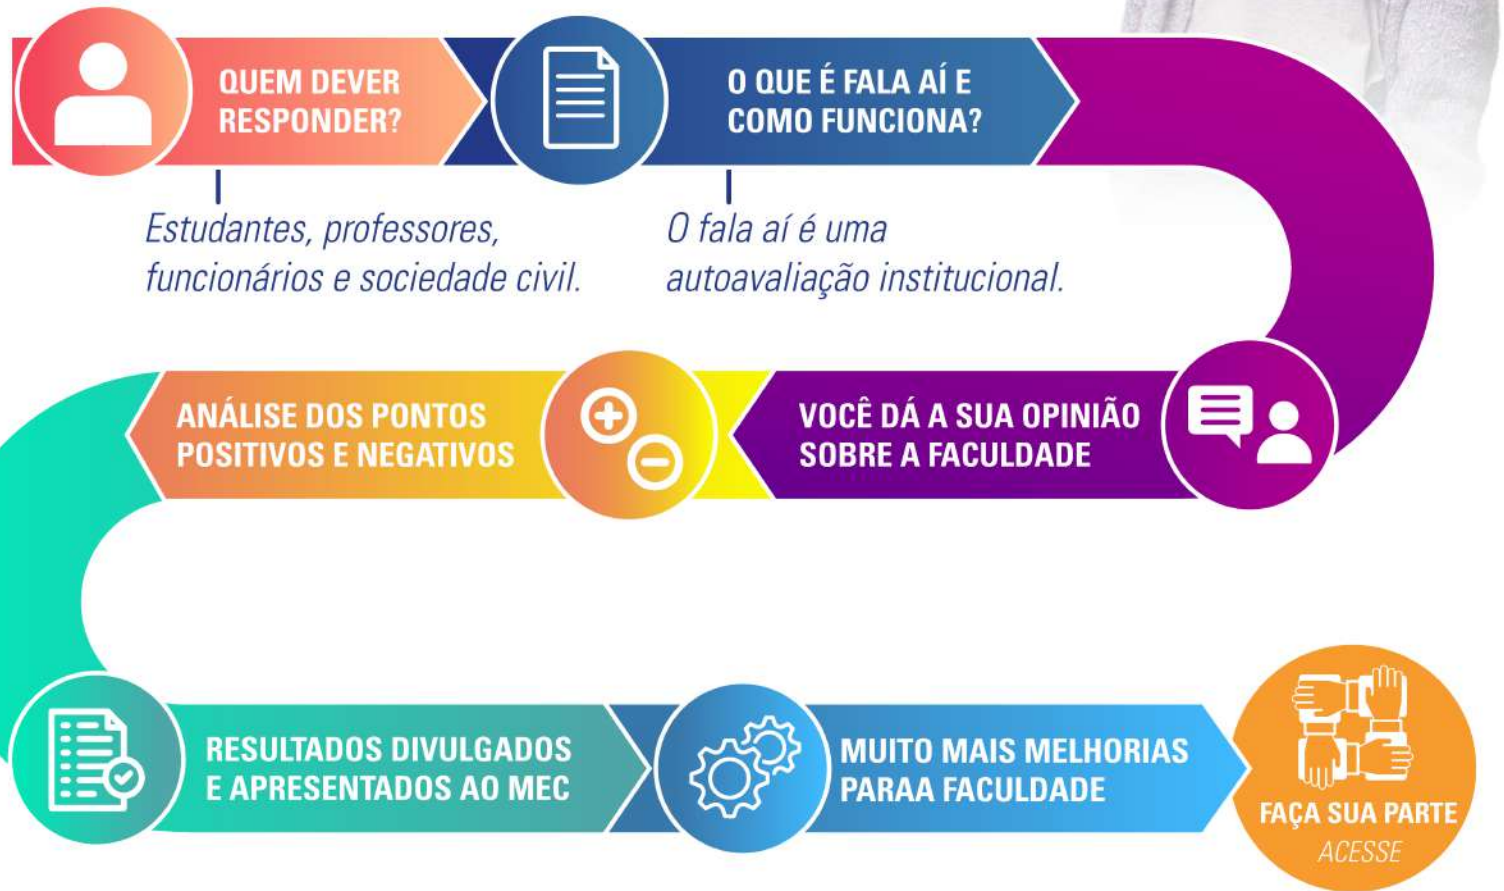 QUEM DEVER
RESPONDER?
Estudantes, professores,
funcionários e sociedade civil.
O QUE É FALA AÍ E
COMO FUNCIONA?
O fala aí é uma
autoavaliação institucional.
VOCÊ DÁ A SUA OPINIÃO
SOBRE A FACULDADE
ANÁLISE DOS PONTOS
POSITIVOS E NEGATIVOS
RESULTADOS DIVULGADOS
E APRESENTADOS AO MEC
MUITO MAIS MELHORIAS
PARAA FACULDADE
FAÇA SUA PARTE
ACESSE